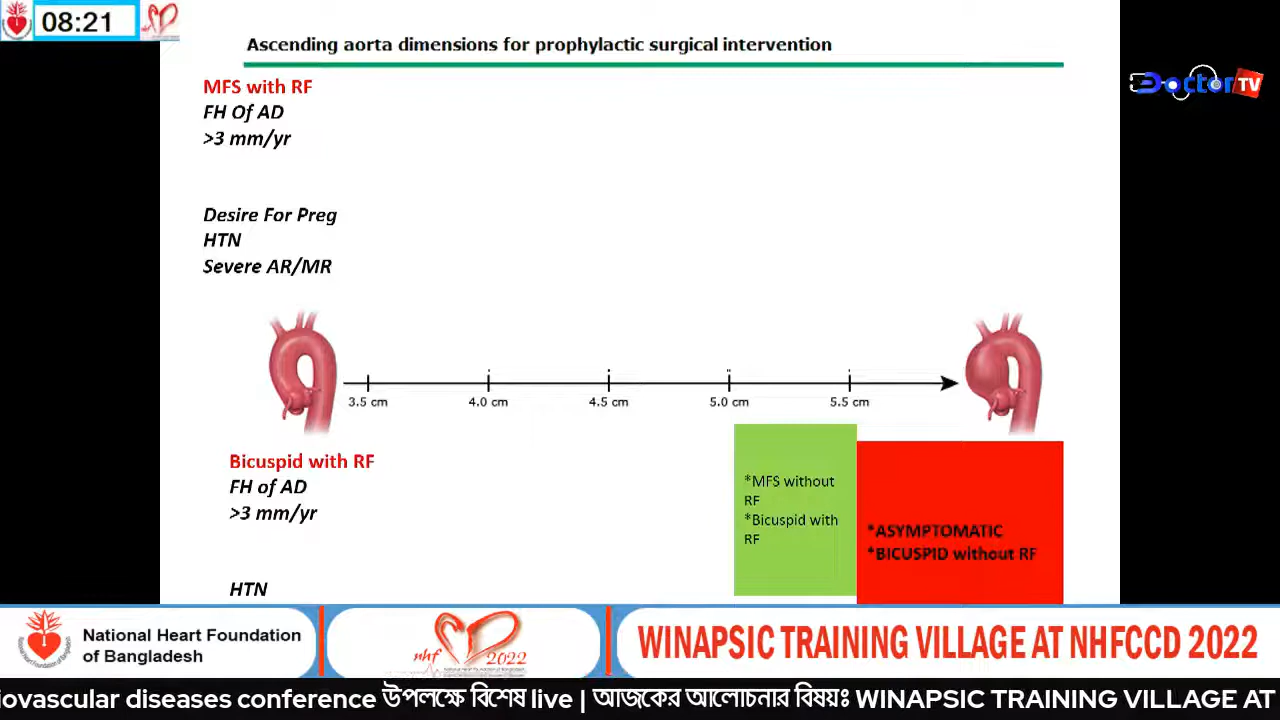 08:21
Ascending aorta dimensions for prophylactic surgical intervention
DoctorTV
MFS with RF
FH Of AD
>3 mm/yr
Desire For Preg
HTN
Severe AR/MR
3.5 cm
4.0 cm
4.5 cm
5.0 cm
5.5 cm
Bicuspid with RF
FH of AD
>3 mm/yr
HTN
*MFS without
RF
*Bicuspid with
RF
*ASYMPTOMATIC
*BICUSPID without RF
National Heart Foundation
of Bangladesh
nhf 2022
WINAPSIC TRAINING VILLAGE AT NHFCCD 2022
iovascular diseases conference উপলক্ষে বিশেষ live | আজকের আলোচনার বিষয়ঃ WINAPSIC TRAINING VILLAGE AT